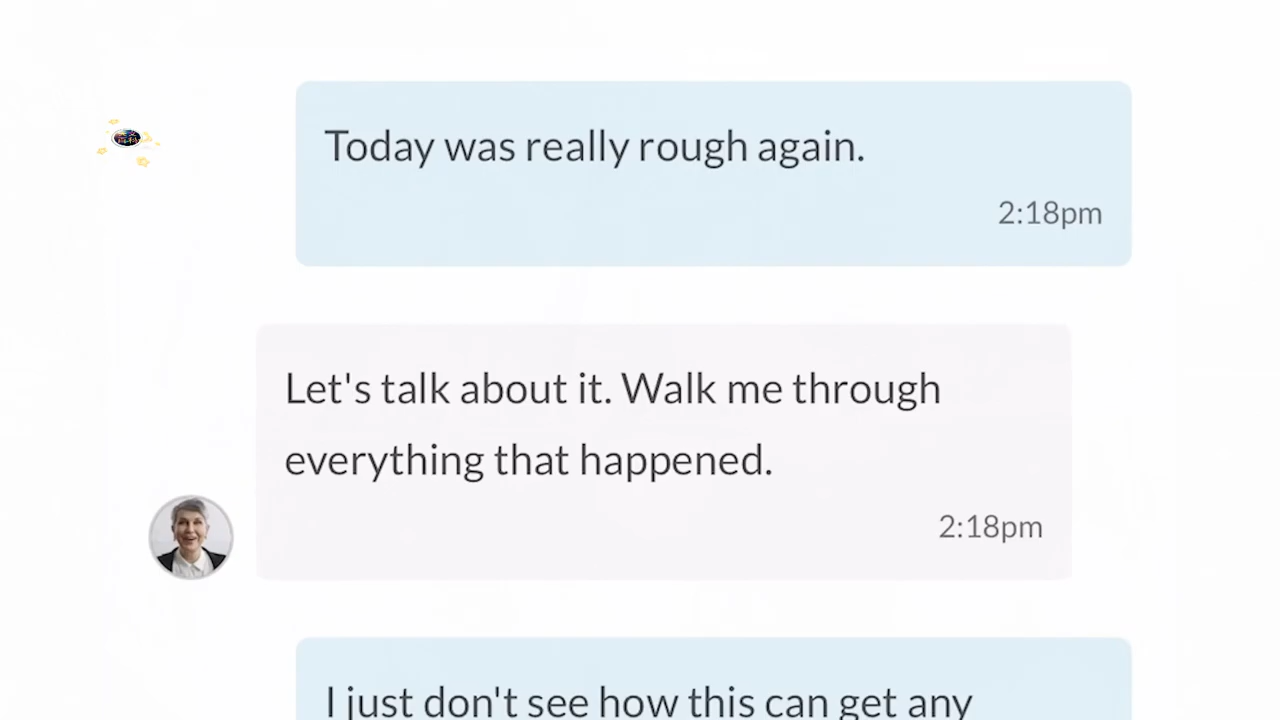 Today was really rough again.
2:18pm
Let's talk about it. Walk me through
everything that happened.
2:18pm
I just don't see how this can get any